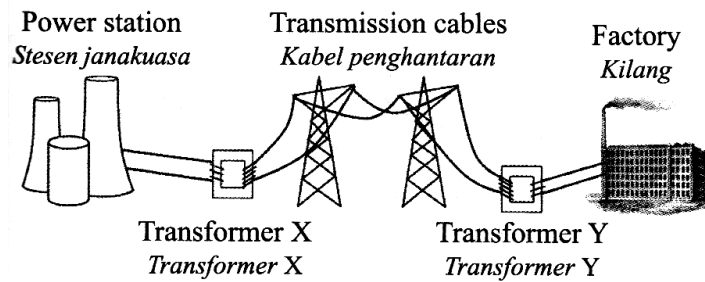 Power station
Stesen janakuasa
Transmission cables
Kabel penghantaran
Factory
Kilang
Transformer X
Transformer X
Transformer Y
Transformer Y